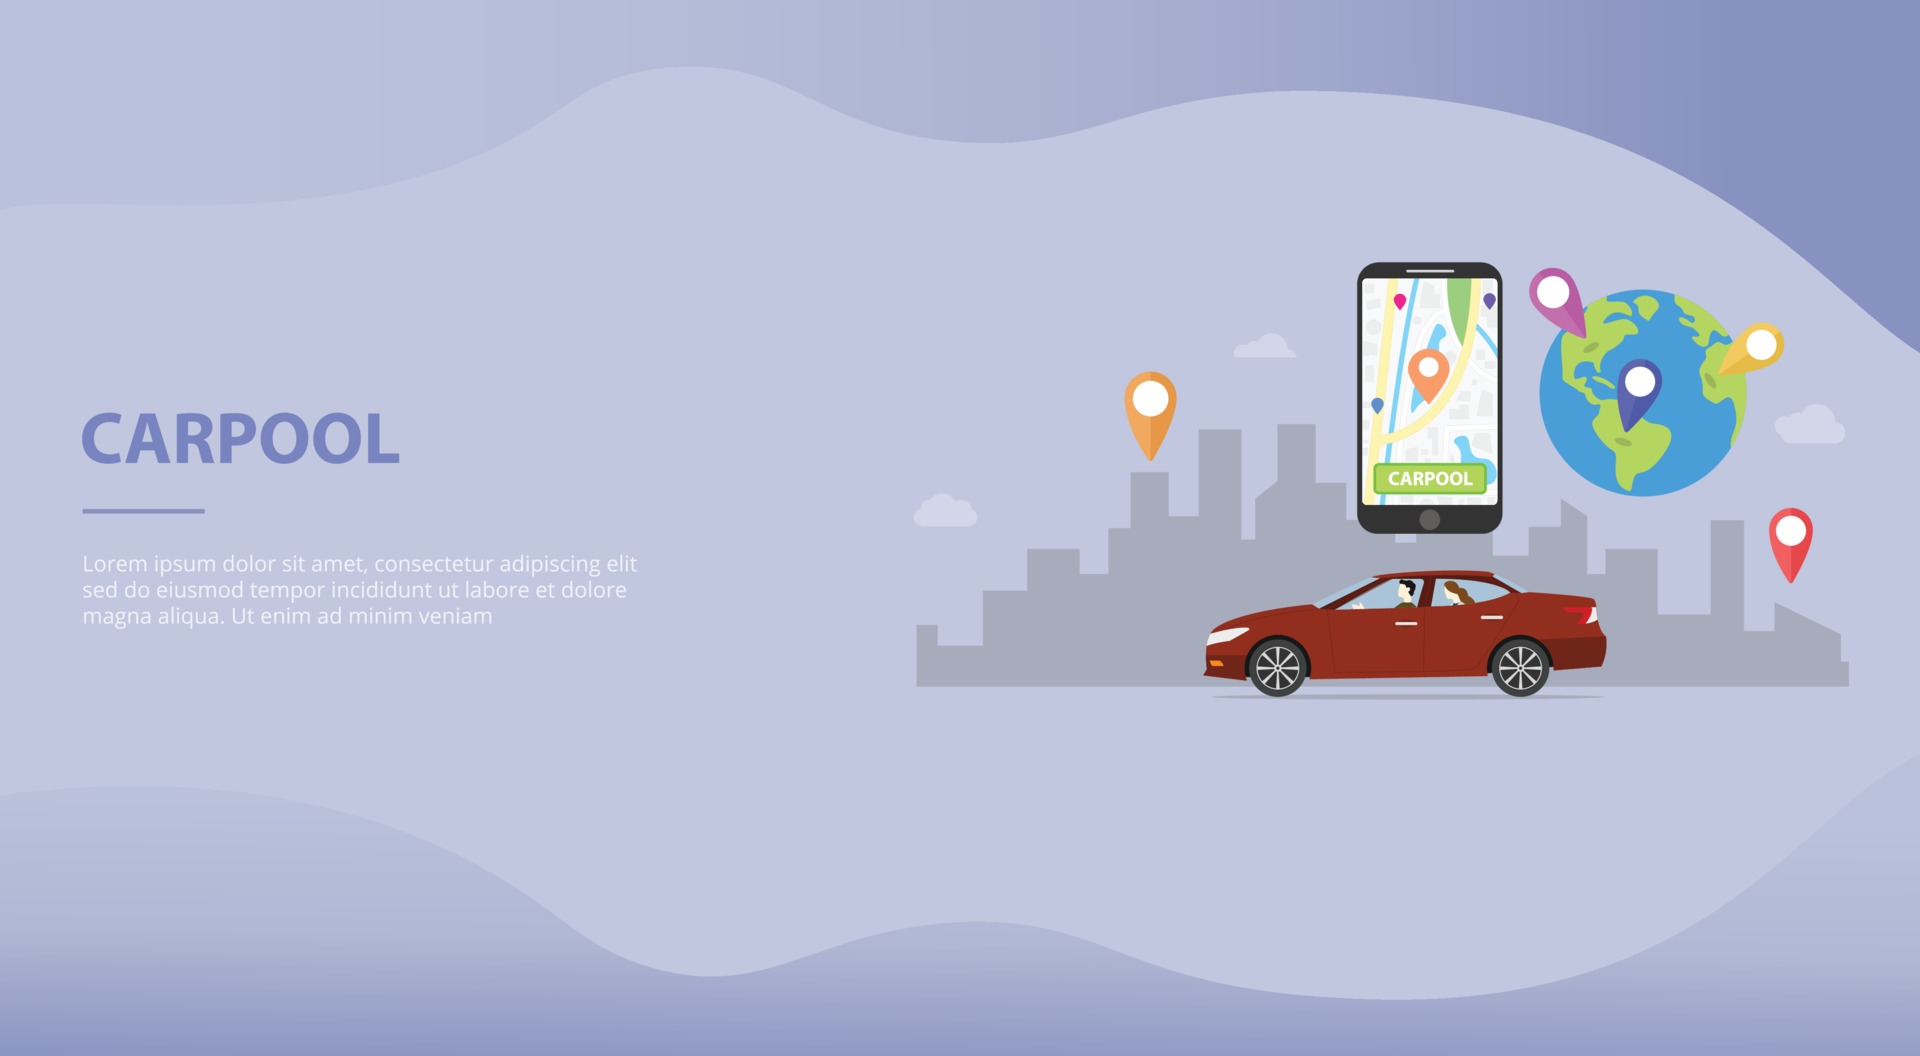 CARPOOL
Lorem ipsum dolor sit amet, consectetur adipiscing elit
sed do eiusmod tempor incididunt ut labore et dolore
magna aliqua. Ut enim ad minim veniam
CARPOOL